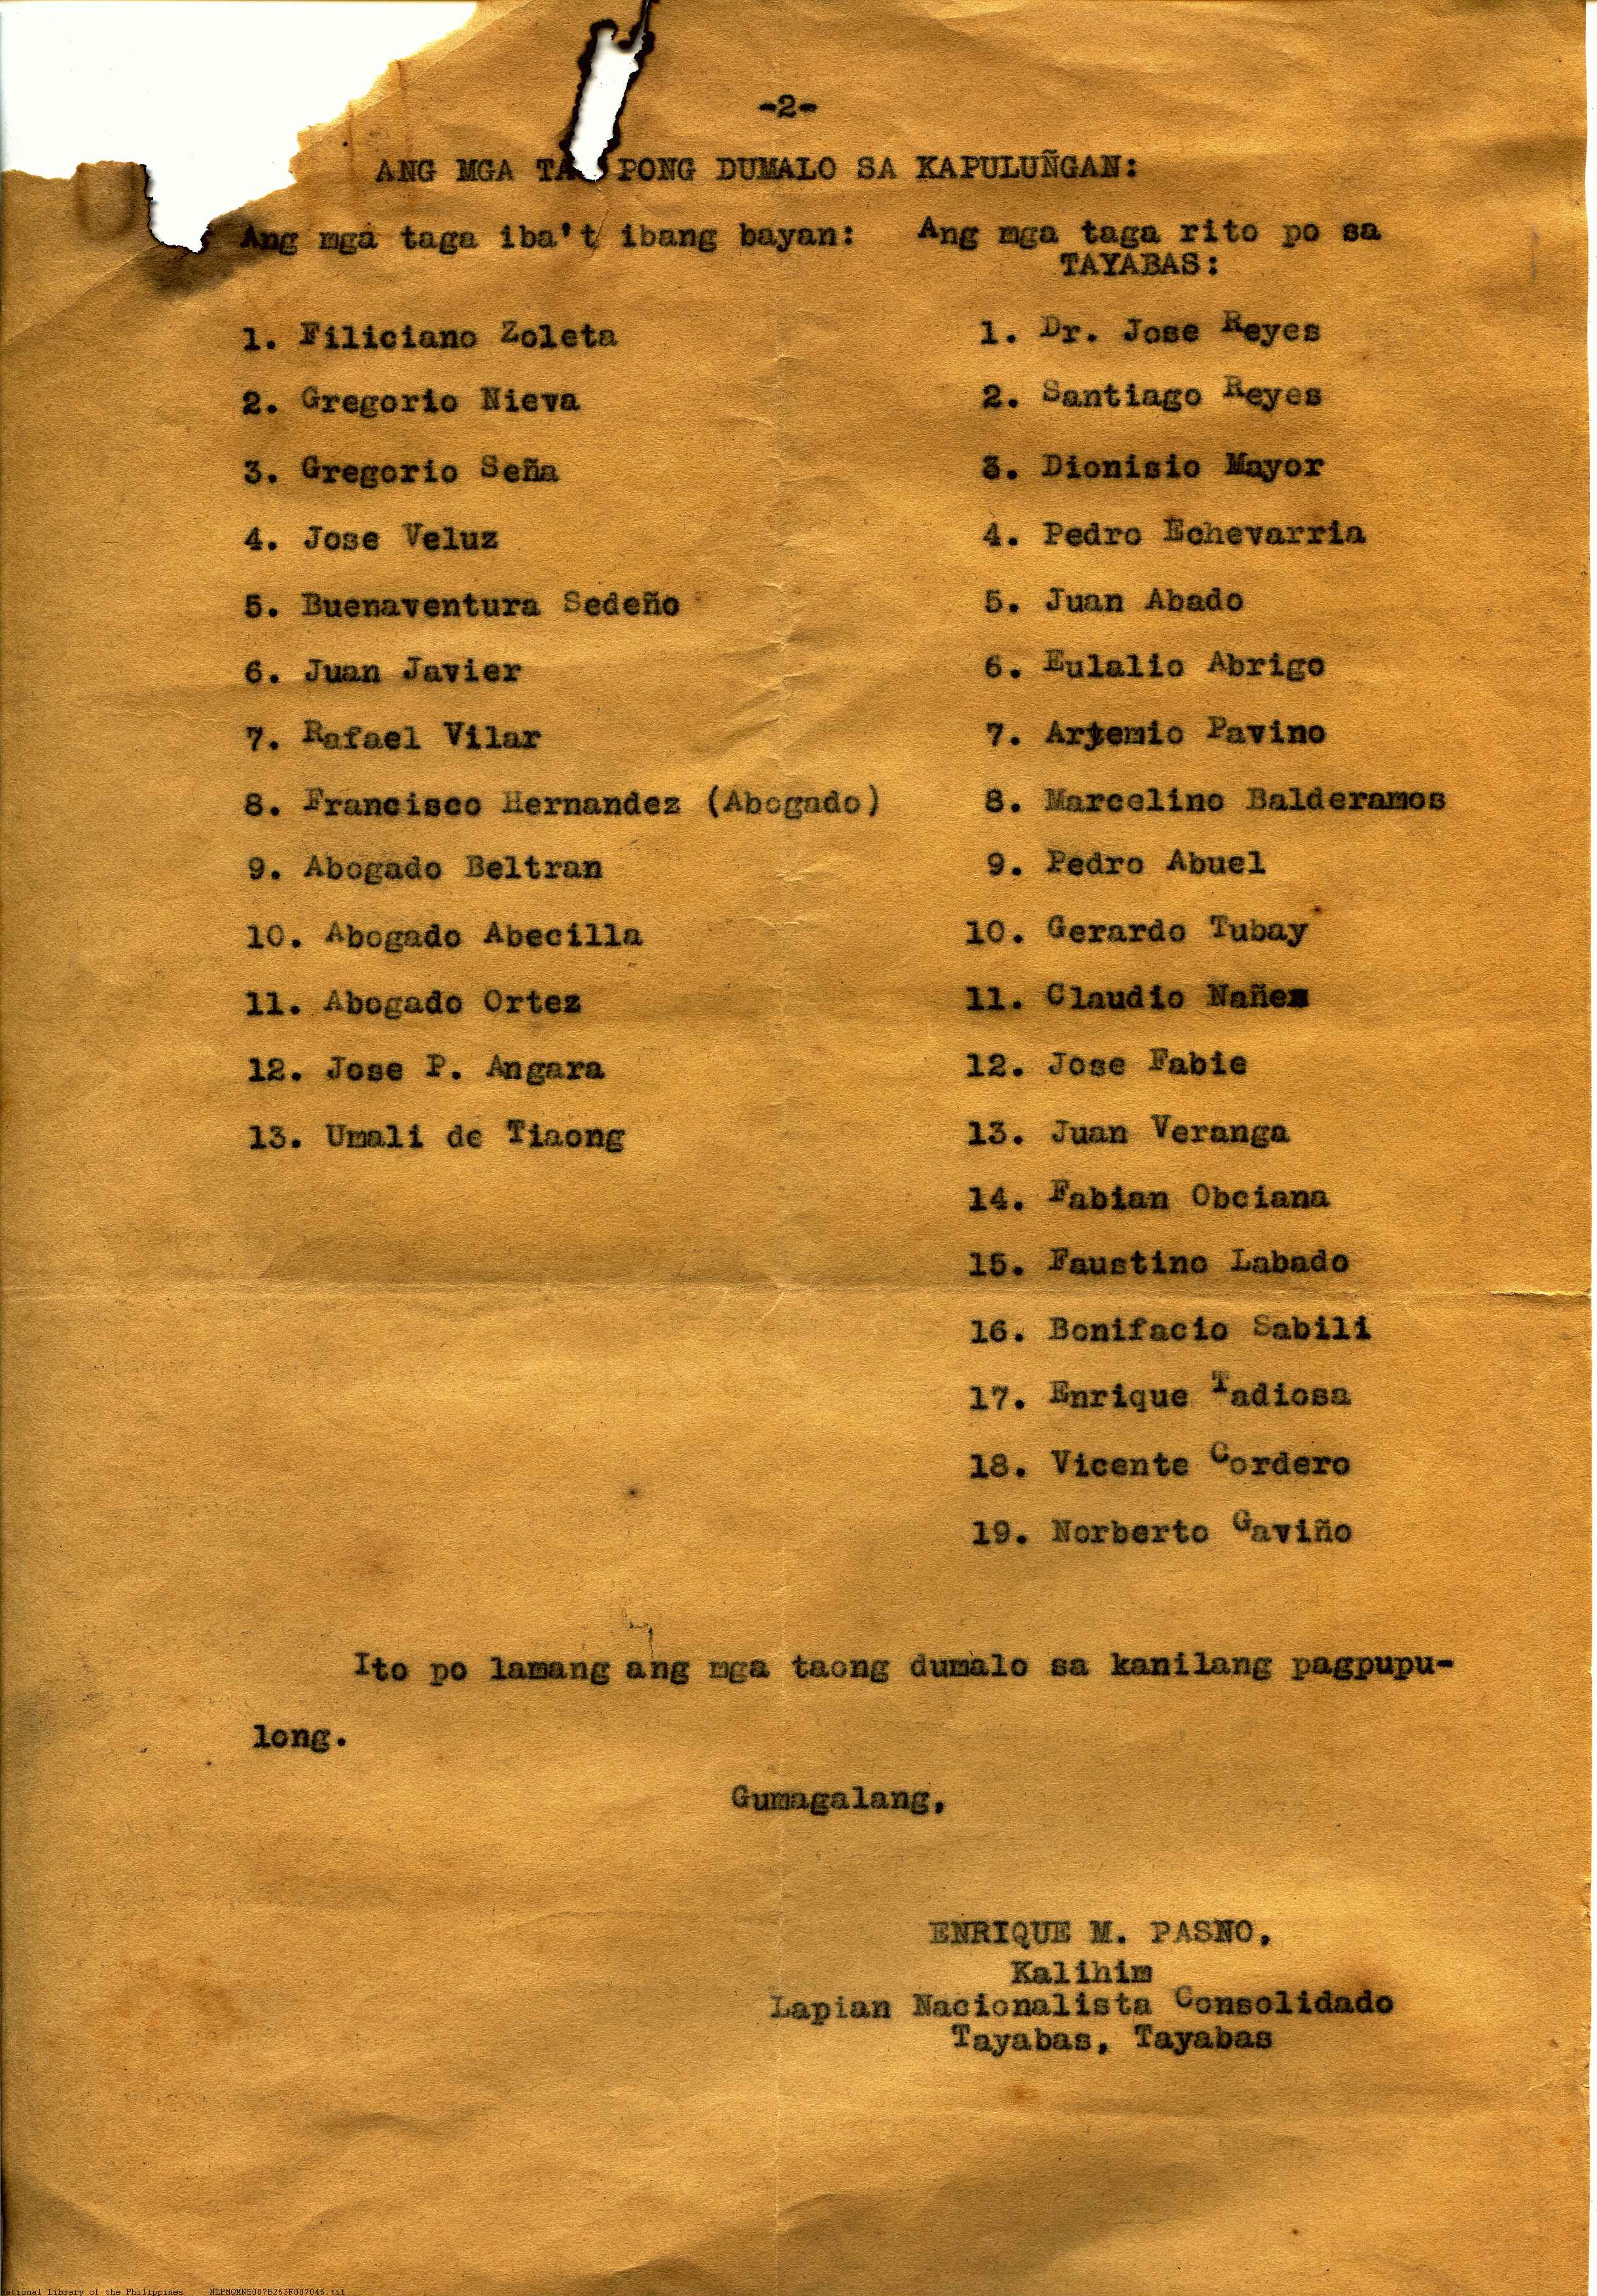 -2-
ANG MGA TA PONG DUMALO SA KAPULUÑGAN:
Ang mga taga iba't ibang bayan:
1. Filiciano Zoleta
2. Gregorio Nieva
3. Gregorio Seña
4. Jose Veluz
5. Buenaventura Sedeño
6. Juan Javier
7. Rafael Vilar
8. Francisco Hernandez (Abogado)
9. Abogado Beltran
10. Abogado Abecilla
11. Abogado Ortez
12. Jose P. Angara
13. Umali de Tiaong
Ang mga taga rito po sa
TAYABAS:
1. Dr. Jose Reyes
2. Santiago Reyes
3. Dionisio Mayor
4. Pedro Echevarria
5. Juan Abado
6. Eulalio Abrigo
7. Artemio Pavino
8. Marcelino Balderamos
9. Pedro Abuel
10. Gerardo Tubay
11. Claudio Nañez
12. Jose Fabie
13. Juan Veranga
14. Fabian Obciana
15. Faustino Labado
16. Bonifacio Sabili
17. Enrique Tadiosa
18. Vicente Cordero
19. Norberto Gaviño
Ito po lamang ang mga taong dumalo sa kanilang pagpupu-
long.
Gumagalang,
ENRIQUE M. PASNO,
Kalihim
Lapian Nacionalista Consolidado
Tayabas, Tayabas
National Library of the Philippines NLPMQMNS007B263F007045.tif